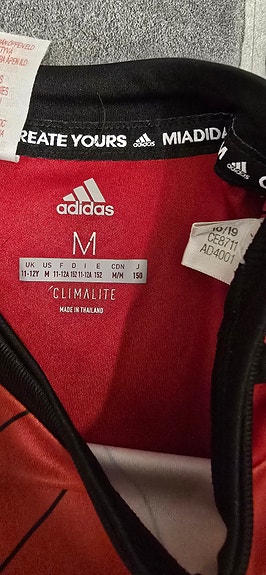 REATE YOURS adidas MIADIDA
adidas
M
UK US F D I E CDN J
11-12Y M 11-12A 152 11-12A 152 M/M 150
CLIMALITE
MADE IN THAILAND
18/19
CE8711
AD4001